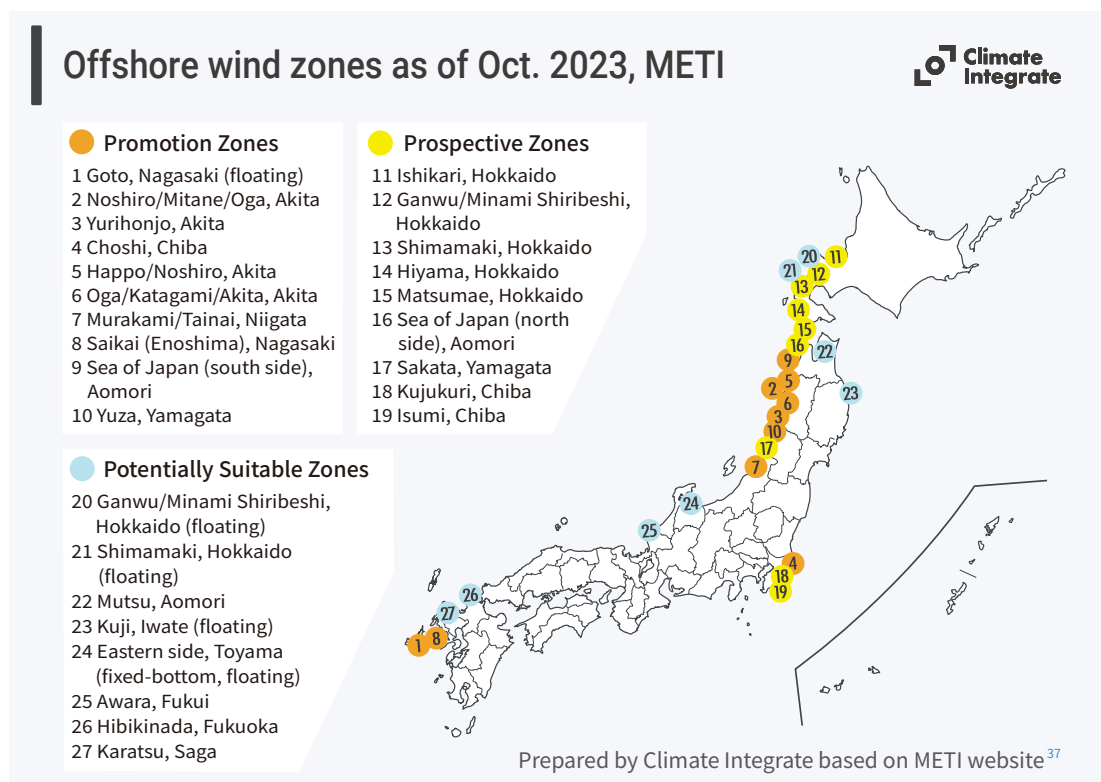 Offshore wind zones as of Oct. 2023, METI
Climate
Integrate
Promotion Zones
1 Goto, Nagasaki (floating)
2 Noshiro/Mitane/Oga, Akita
3 Yurihonjo, Akita
4 Choshi, Chiba
5 Happo/Noshiro, Akita
6 Oga/Katagami/Akita, Akita
7 Murakami/Tainai, Niigata
8 Saikai (Enoshima), Nagasaki
9 Sea of Japan (south side),
Aomori
10 Yuza, Yamagata
Prospective Zones
11 Ishikari, Hokkaido
12 Ganwu/Minami Shiribeshi,
Hokkaido
13 Shimamaki, Hokkaido
14 Hiyama, Hokkaido
15 Matsumae, Hokkaido
16 Sea of Japan (north
side), Aomori
17 Sakata, Yamagata
18 Kujukuri, Chiba
19 Isumi, Chiba
Potentially Suitable Zones
20 Ganwu/Minami Shiribeshi,
Hokkaido (floating)
21 Shimamaki, Hokkaido
(floating)
22 Mutsu, Aomori
23 Kuji, Iwate (floating)
24 Eastern side, Toyama
(fixed-bottom, floating)
25 Awara, Fukui
26 Hibikinada, Fukuoka
27 Karatsu, Saga
20
11
21
12
13
14
15
16
22
9
5
2
23
6
3
10
17
7
24
25
4
18
19
26
27
8
1
Prepared by Climate Integrate based on METI website 37